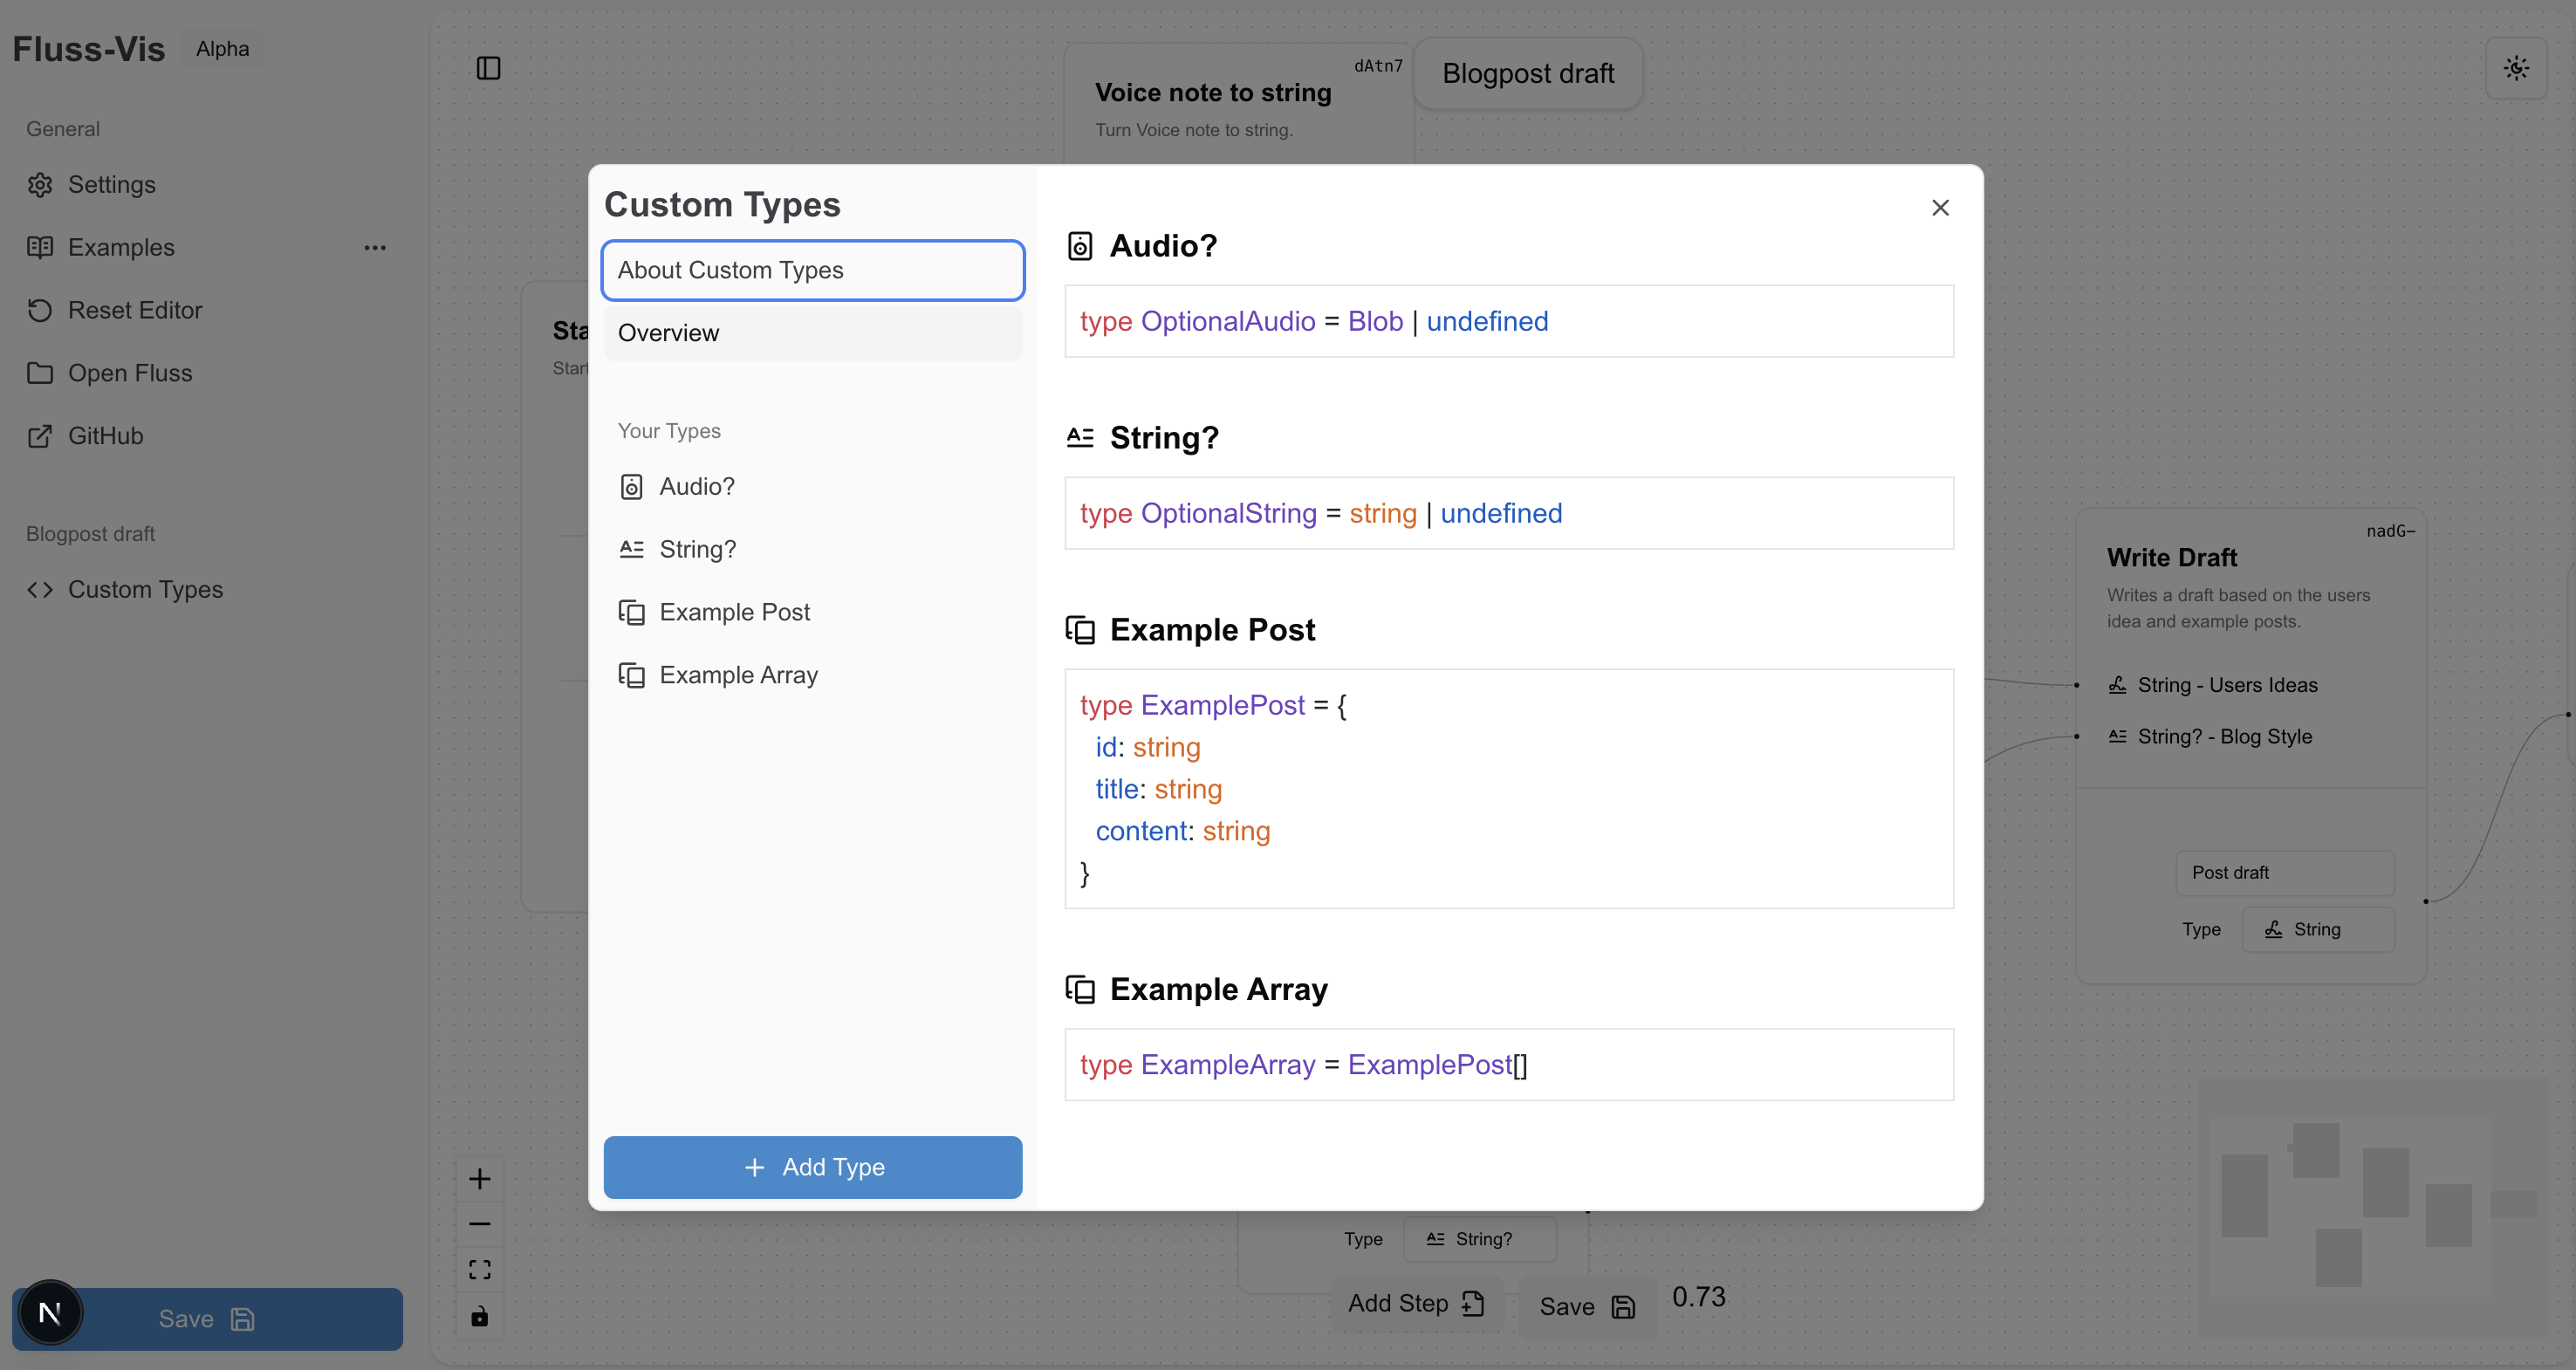 Fluss-Vis
Alpha
General
Settings
Examples
Reset Editor
Open Fluss
GitHub
Blogpost draft
Custom Types
Save
N
dAtn7
Voice note to string
Turn Voice note to string.
Blogpost draft
Sta
Start
Custom Types
About Custom Types
Overview
Your Types
Audio?
String?
Example Post
Example Array
Add Type
Audio?
type OptionalAudio = Blob | undefined
String?
type OptionalString = string | undefined
Example Post
type ExamplePost = {
id: string
title: string
content: string
}
Example Array
type ExampleArray = ExamplePost[]
nadG-
Write Draft
Writes a draft based on the users
idea and example posts.
String - Users Ideas
String? - Blog Style
Post draft
Type String
Type String?
Add Step
Save
0.73